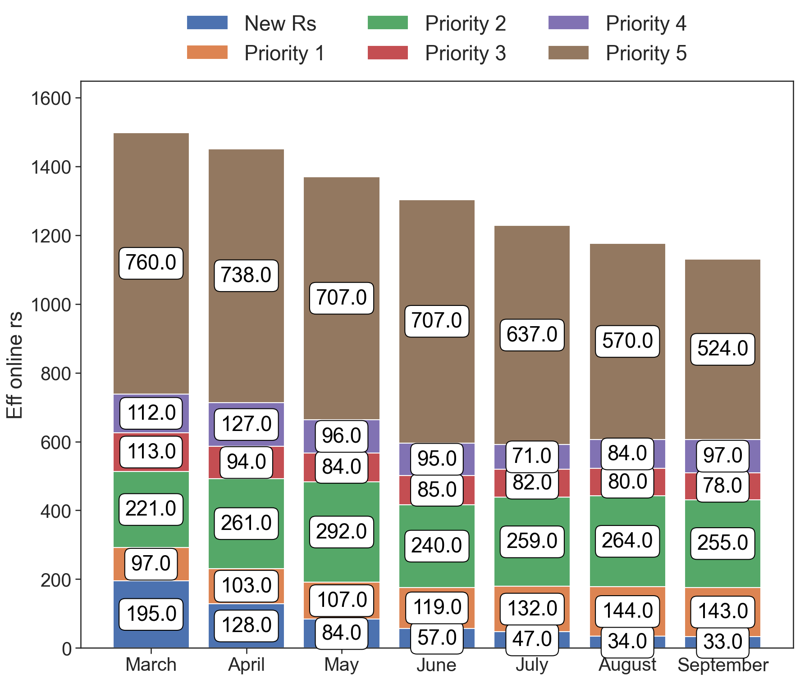 New Rs Priority 2 Priority 4
Priority 1 Priority 3 Priority 5
1600
1400
1200
1000
800
600
400
200
0
Eff online rs
760.0 738.0 707.0 707.0 637.0 570.0 524.0
112.0 127.0 96.0 95.0 71.0 84.0 97.0
113.0 94.0 84.0 85.0 82.0 80.0 78.0
221.0 261.0 292.0 240.0 259.0 264.0 255.0
97.0 103.0 107.0 119.0 132.0 144.0 143.0
195.0 128.0 84.0 57.0 47.0 34.0 33.0
March April May June July August September